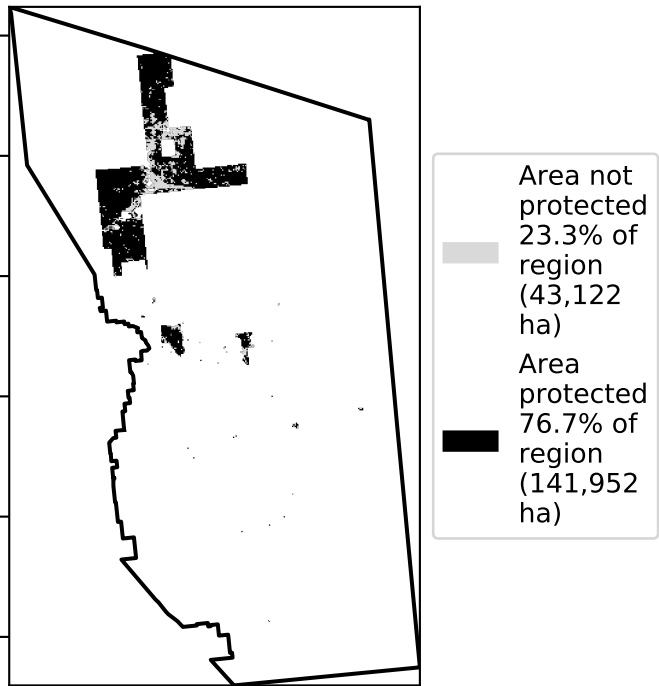 Area not
protected
23.3% of
region
(43,122
ha)
Area
protected
76.7% of
region
(141,952
ha)